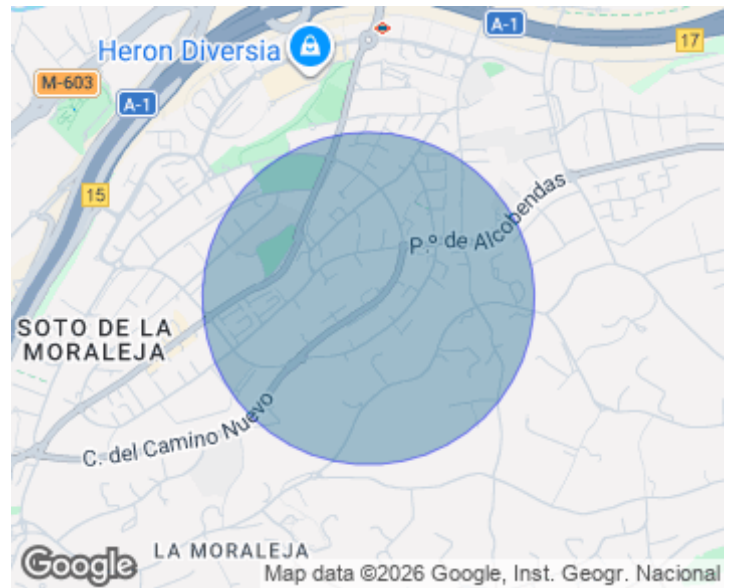 A-1
17
Heron Diversia
M-603
A-1
15
P.º de Alcobendas
SOTO DE LA
MORALEJA
C. del Camino Nuevo
LA MORALEJA
Google
Map data ©2026 Google, Inst. Geogr. Nacional